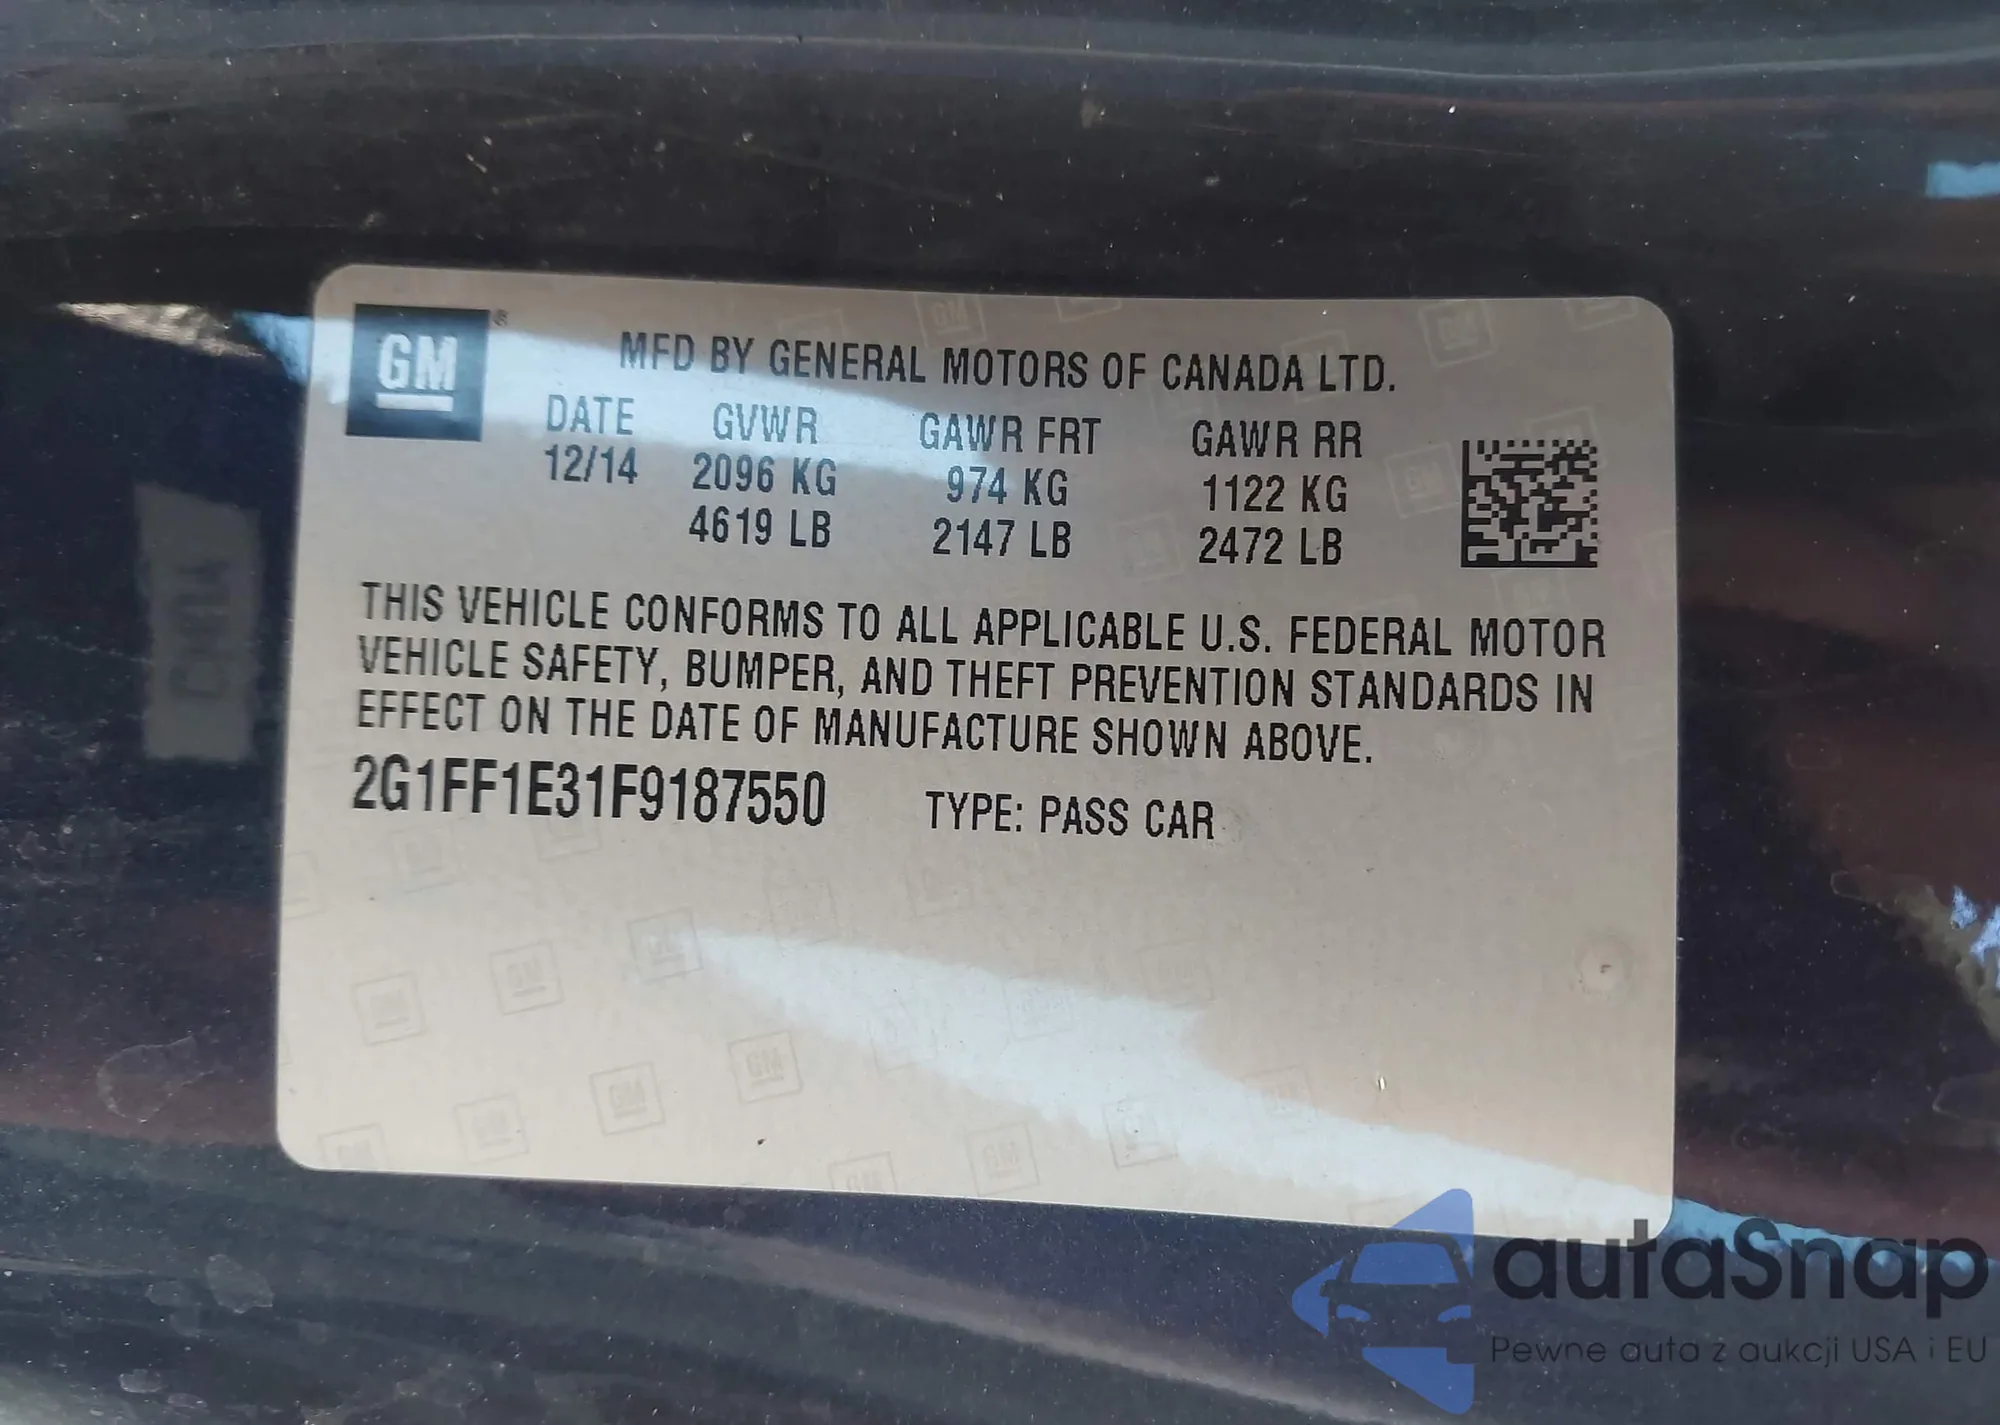 GM®
MFD BY GENERAL MOTORS OF CANADA LTD.
DATE GVWR GAWR FRT GAWR RR
12/14 2096 KG 974 KG 1122 KG
4619 LB 2147 LB 2472 LB
THIS VEHICLE CONFORMS TO ALL APPLICABLE U.S. FEDERAL MOTOR
VEHICLE SAFETY, BUMPER, AND THEFT PREVENTION STANDARDS IN
EFFECT ON THE DATE OF MANUFACTURE SHOWN ABOVE.
2G1FF1E31F9187550 TYPE: PASS CAR
autaSnap
Pewne auta z aukcji USA i EU